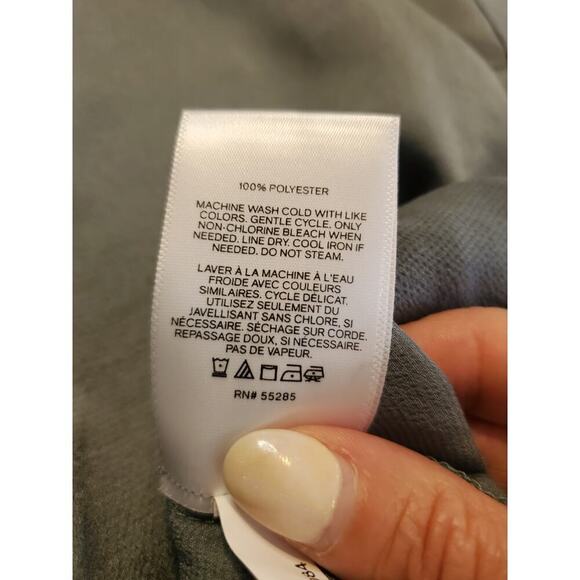 100% POLYESTER
MACHINE WASH COLD WITH LIKE
COLORS. GENTLE CYCLE. ONLY
NON-CHLORINE BLEACH WHEN
NEEDED. LINE DRY. COOL IRON IF
NEEDED. DO NOT STEAM.
LAVER À LA MACHINE À L'EAU
FROIDE AVEC COULEURS
SIMILAIRES. CYCLE DÉLICAT.
UTILISEZ SEULEMENT DU
JAVELLISANT SANS CHLORE, SI
NÉCESSAIRE. SÉCHAGE SUR CORDE.
REPASSAGE DOUX, SI NÉCESSAIRE.
PAS DE VAPEUR.
RN# 55285